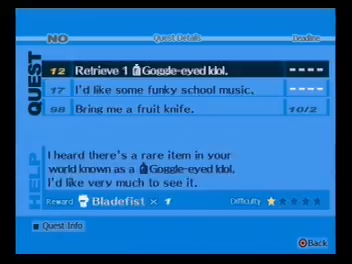 NO Quest Details Deadline
QUEST
12 Retrieve 1 Goggle-eyed Idol. ----
17 I'd like some funky school music. ----
98 Bring me a fruit knife. 10/2
HELP
I heard there's a rare item in your
world known as a Goggle-eyed Idol.
I'd like very much to see it.
Reward Bladefist × 1 Difficulty
Quest Info
Back